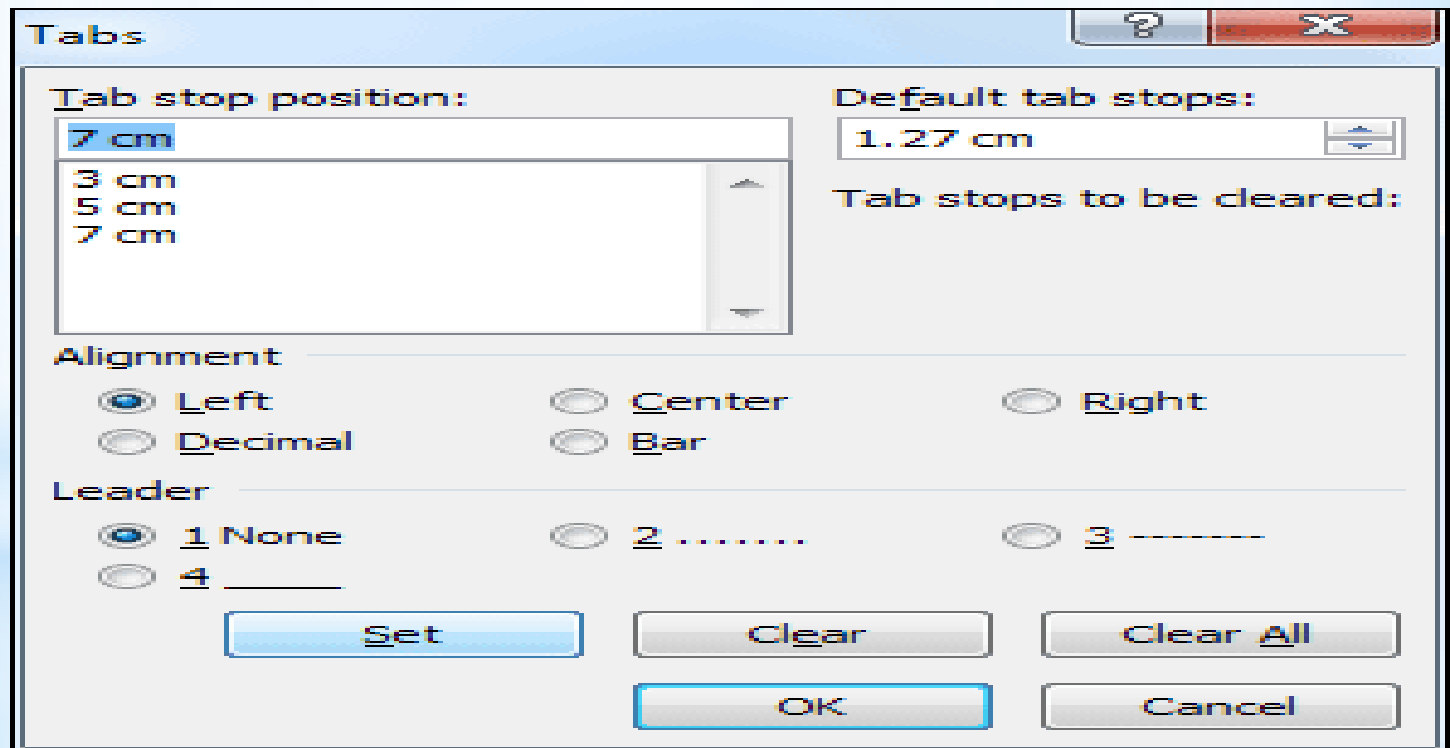 Tabs
Tab stop position:
7 cm
3 cm
5 cm
7 cm
Default tab stops:
1.27 cm
Tab stops to be cleared:
Alignment
Left Center Right
Decimal Bar
Leader
1 None 2 ....... 3 -------
4 _____
Set Clear Clear All
OK Cancel